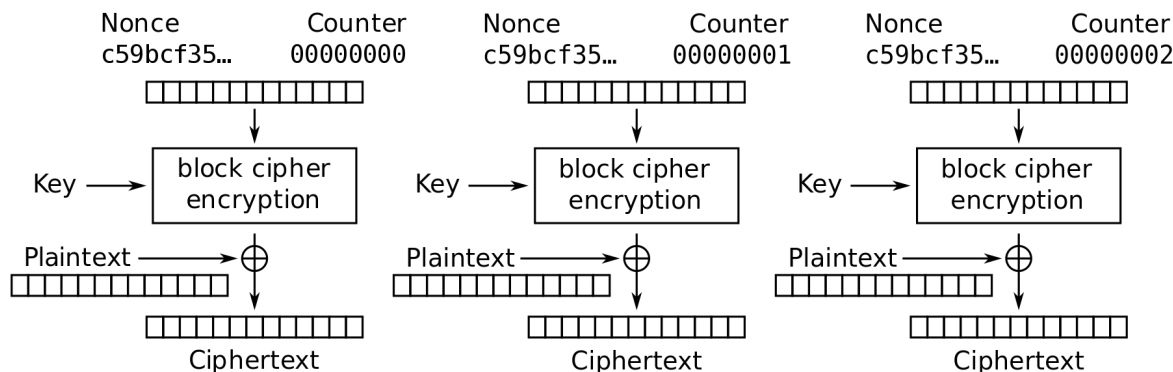 Nonce Counter Nonce Counter Nonce Counter
c59bcf35… 00000000 c59bcf35… 00000001 c59bcf35… 00000002
block cipher block cipher block cipher
Key Key Key
encryption encryption encryption
Plaintext Plaintext Plaintext
Ciphertext Ciphertext Ciphertext